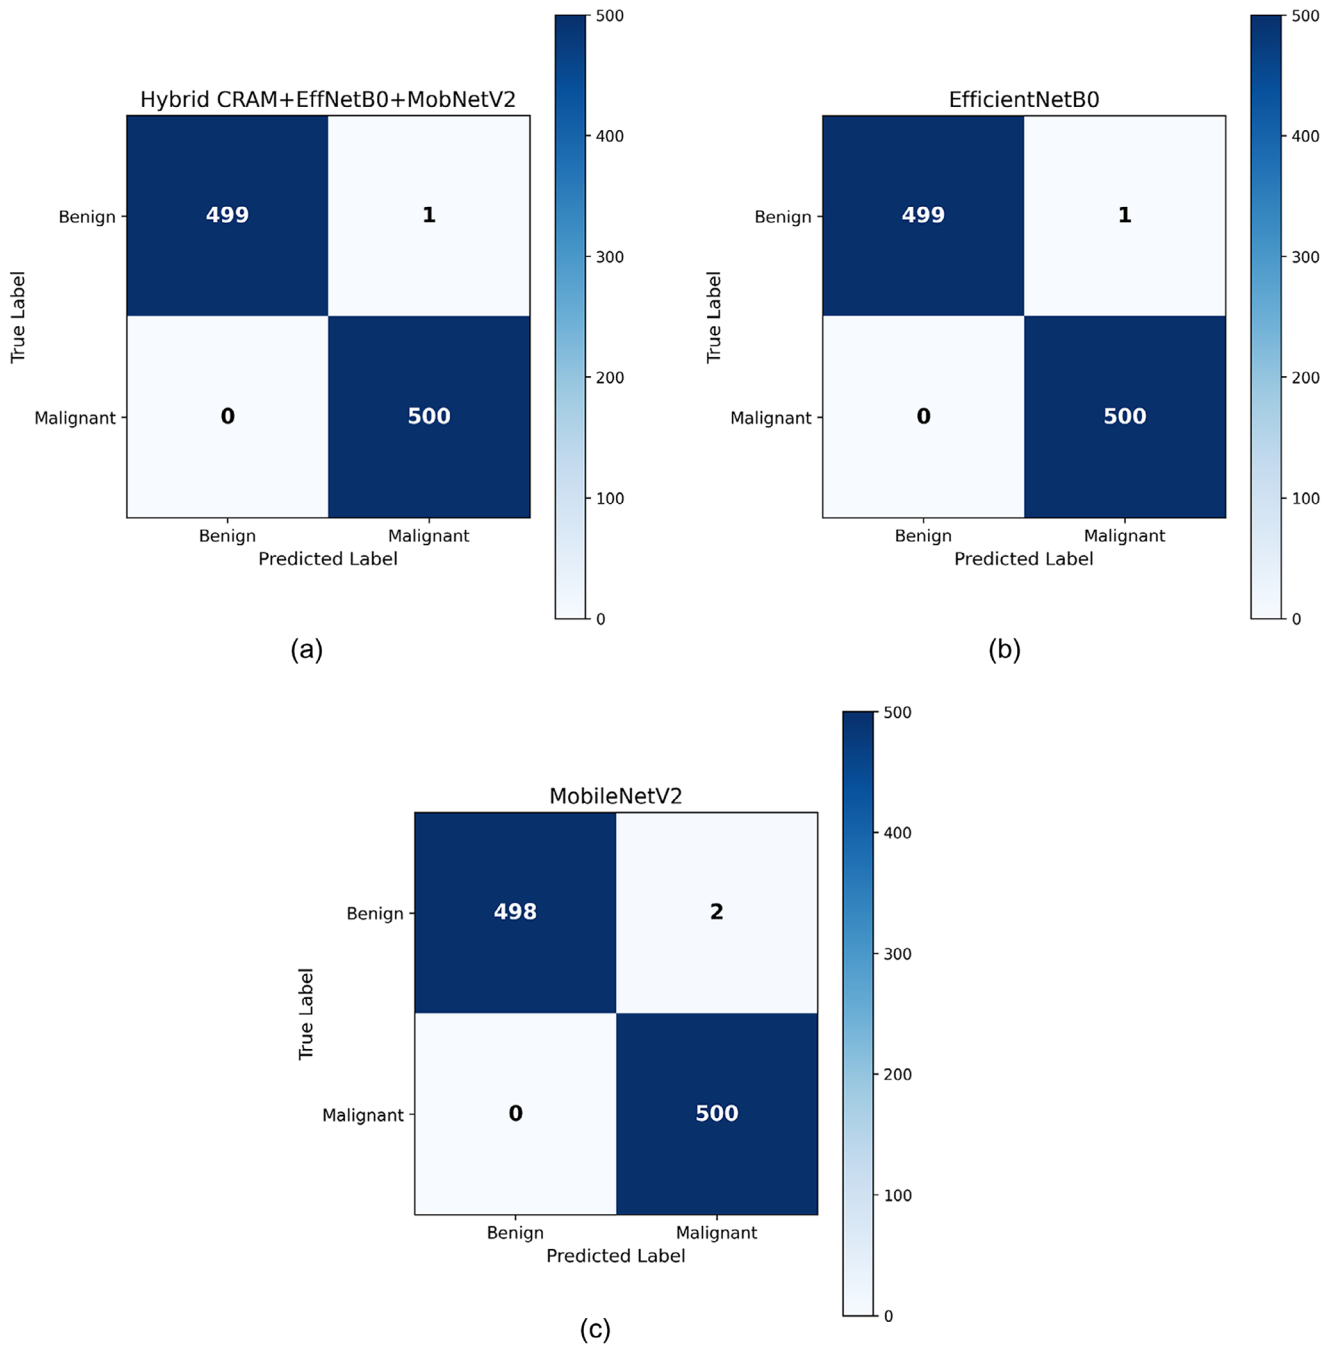 Hybrid CRAM+EffNetB0+MobNetV2
True Label
Benign
Malignant
499
1
0
500
Benign
Malignant
Predicted Label
500
400
300
200
100
0
(a)
EfficientNetB0
True Label
Benign
Malignant
499
1
0
500
Benign
Malignant
Predicted Label
500
400
300
200
100
0
(b)
MobileNetV2
True Label
Benign
Malignant
498
2
0
500
Benign
Malignant
Predicted Label
500
400
300
200
100
0
(c)